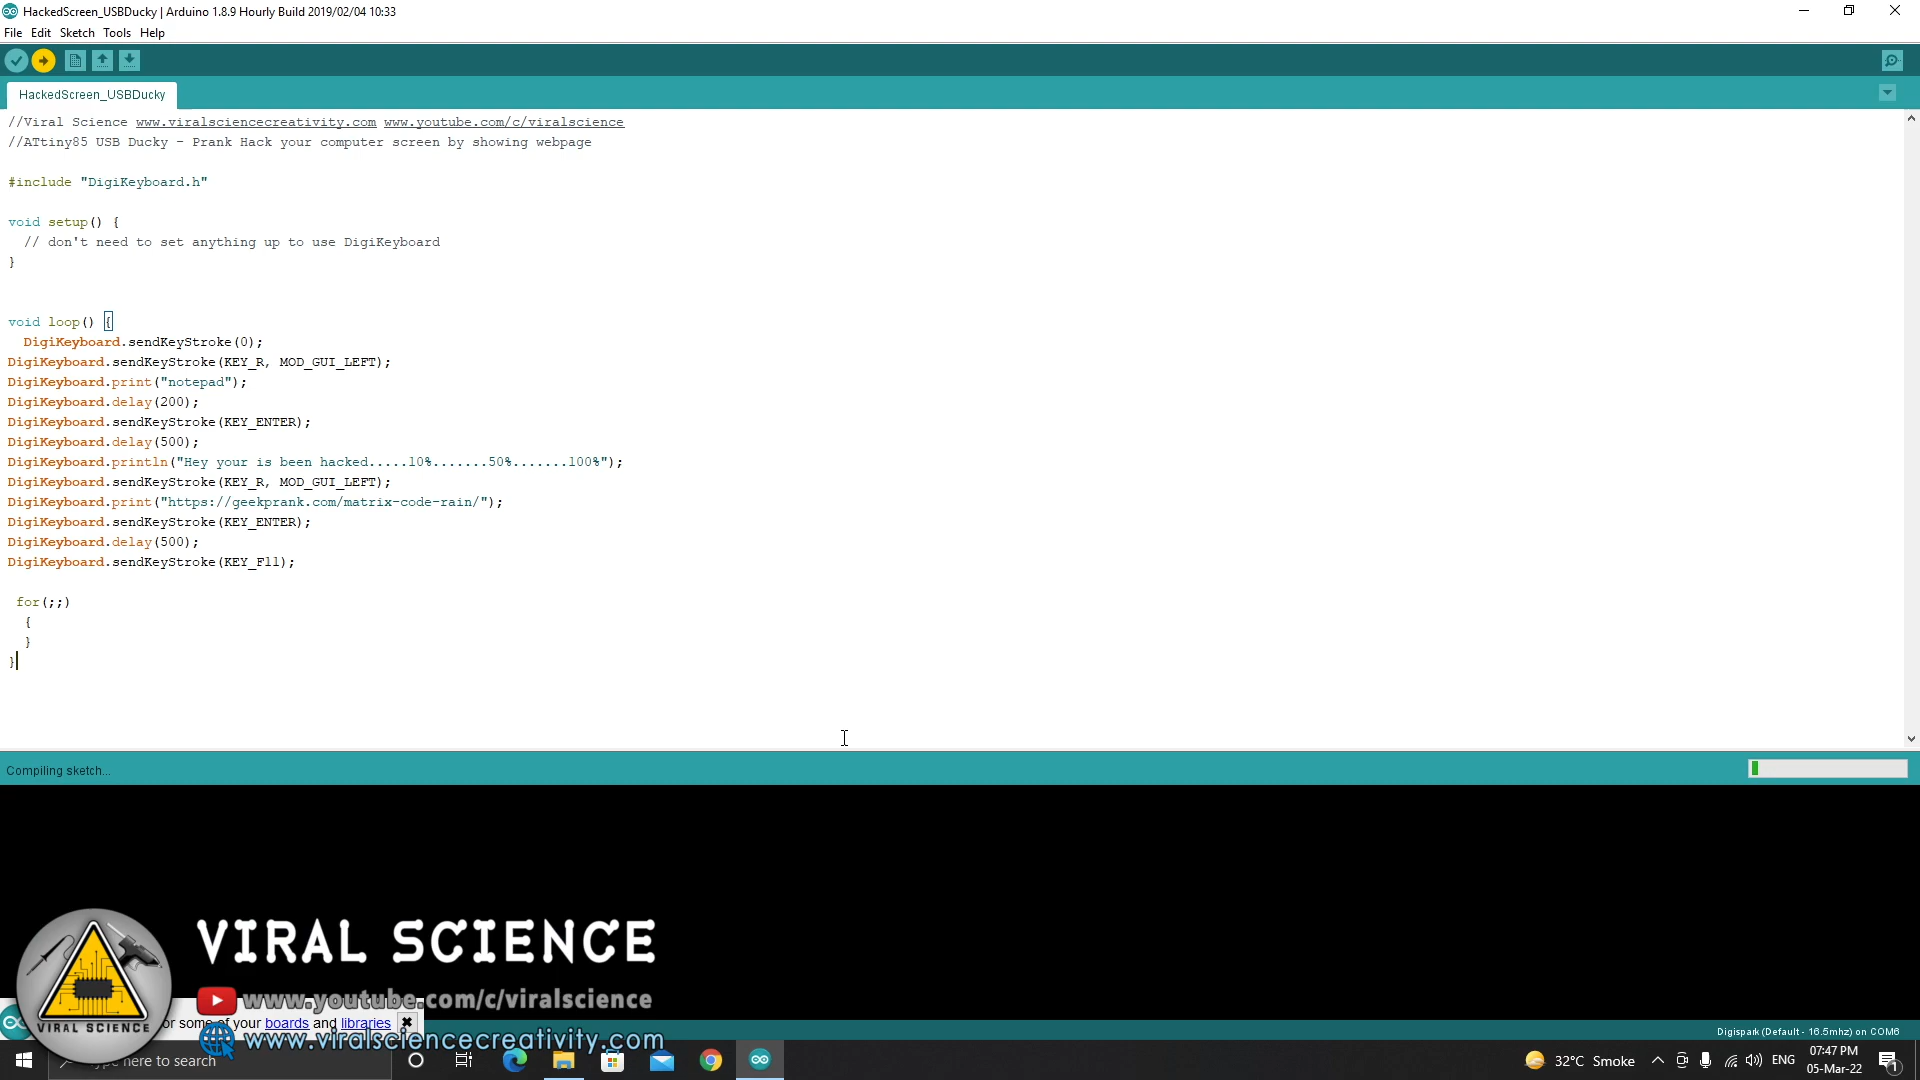 HackedScreen_USBDucky | Arduino 1.8.9 Hourly Build 2019/02/04 10:33
File Edit Sketch Tools Help
HackedScreen_USBDucky
//Viral Science www.viralsciencecreativity.com www.youtube.com/c/viralscience
//ATtiny85 USB Ducky - Prank Hack your computer screen by showing webpage
#include "DigiKeyboard.h"
void setup() {
// don't need to set anything up to use DigiKeyboard
}
void loop() {
DigiKeyboard.sendKeyStroke(0);
DigiKeyboard.sendKeyStroke(KEY_R, MOD_GUI_LEFT);
DigiKeyboard.print("notepad");
DigiKeyboard.delay(200);
DigiKeyboard.sendKeyStroke(KEY_ENTER);
DigiKeyboard.delay(500);
DigiKeyboard.println("Hey your is been hacked.....10%.......50%.......100%");
DigiKeyboard.sendKeyStroke(KEY_R, MOD_GUI_LEFT);
DigiKeyboard.print("https://geekprank.com/matrix-code-rain/");
DigiKeyboard.sendKeyStroke(KEY_ENTER);
DigiKeyboard.delay(500);
DigiKeyboard.sendKeyStroke(KEY_F11);
for(;;)
{
}
}
Compiling sketch...
VIRAL SCIENCE
www.youtube.com/c/viralscience
VIRAL SCIENCE
for some of your boards and libraries
www.viralsciencecreativity.com
Digispark (Default - 16.5mhz) on COM6
here to search
32°C Smoke
ENG
07:47 PM
05-Mar-22
1